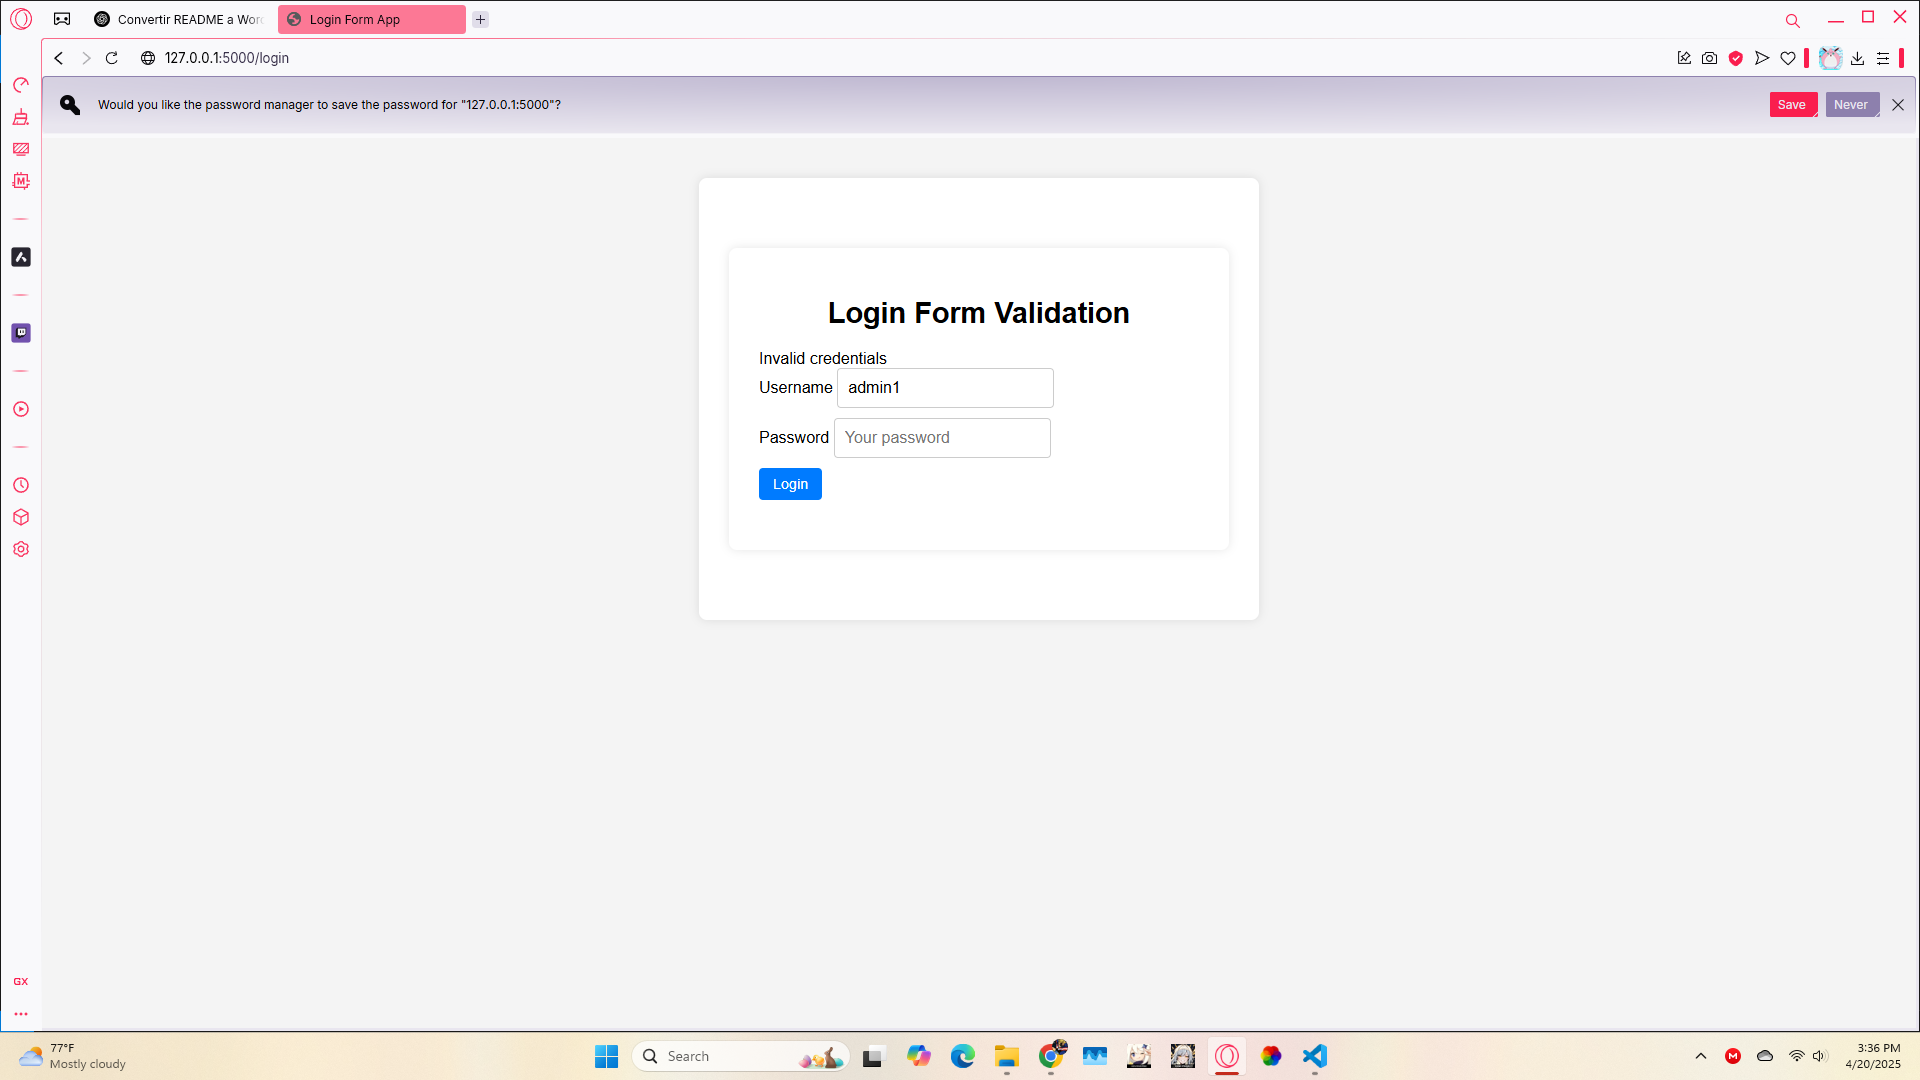 Convertir README a Word
Login Form App
127.0.0.1:5000/login
Would you like the password manager to save the password for "127.0.0.1:5000"?
Save
Never
Login Form Validation
Invalid credentials
Username
admin1
Password
Your password
Login
GX
77°F
Mostly cloudy
Search
3:36 PM
4/20/2025